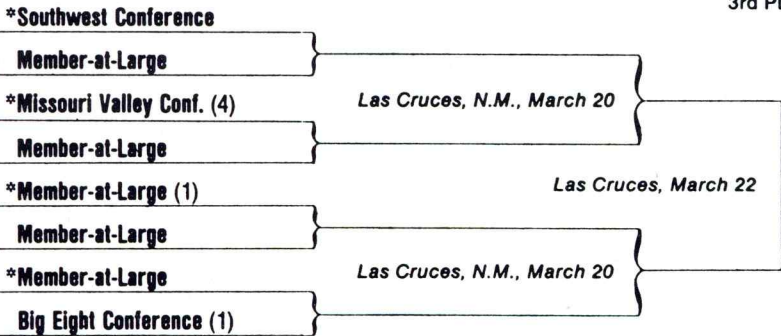 3rd
*Southwest Conference
Member-at-Large
*Missouri Valley Conf. (4)
Las Cruces, N.M., March 20
Member-at-Large
*Member-at-Large (1)
Las Cruces, March 22
Member-at-Large
*Member-at-Large
Las Cruces, N.M., March 20
Big Eight Conference (1)